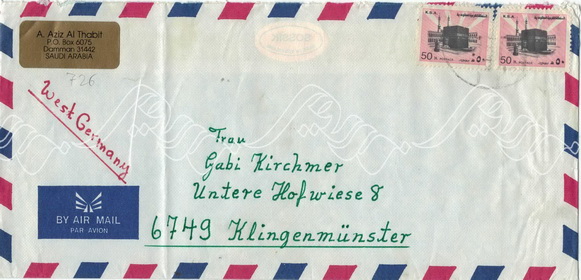 A. Aziz Al Thabit
P.O. Box 6075
Dammam 31442
SAUDI ARABIA
726
West Germany
K.S.A.
50
K.S.A.
50
Frau
Gabi Kirchmer
Untere Hofwiese 8
6749 Klingenmünster
BY AIR MAIL
PAR AVION